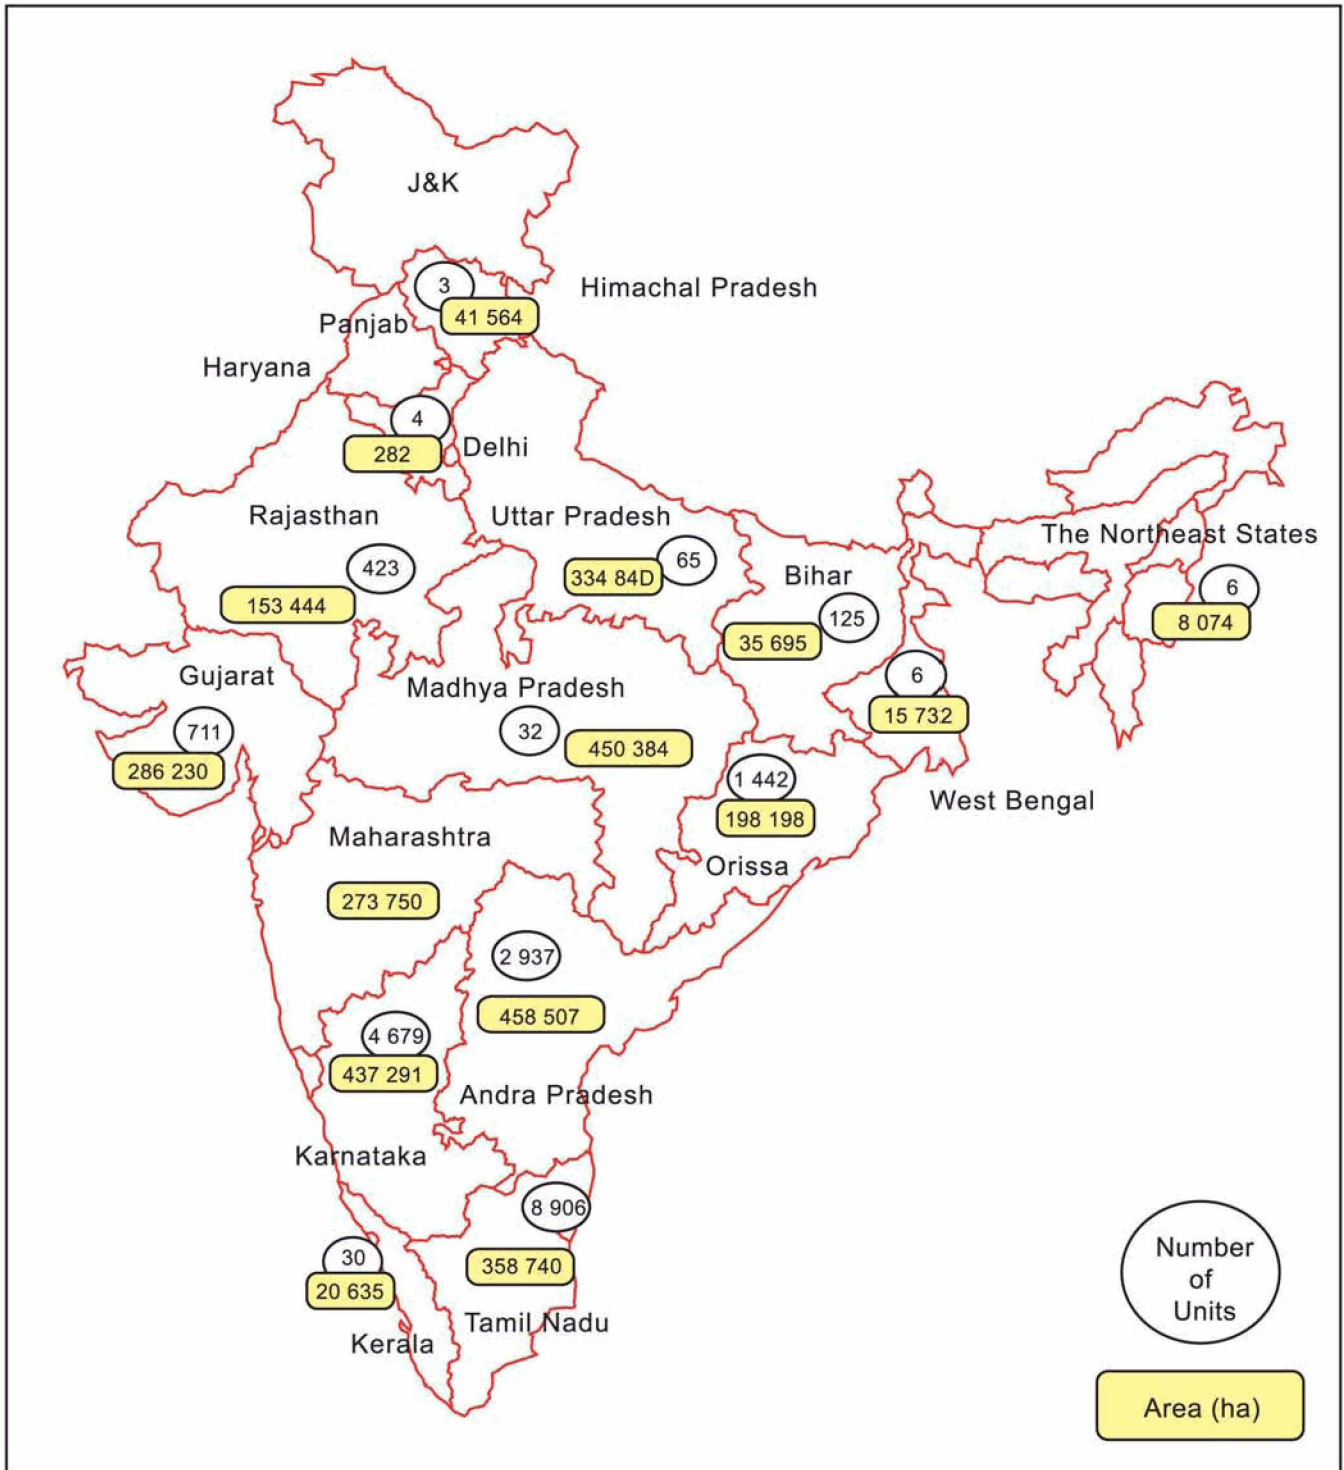 J&K
3
Himachal Pradesh
41 564
Panjab
Haryana
4
Delhi
282
Rajasthan
Uttar Pradesh
The Northeast States
423
65
334 84D
Bihar
6
153 444
125
8 074
35 695
Gujarat
Madhya Pradesh
6
15 732
711
32
450 384
286 230
1 442
West Bengal
198 198
Maharashtra
Orissa
273 750
2 937
458 507
4 679
437 291
Andra Pradesh
Karnataka
8 906
30
358 740
20 635
Tamil Nadu
Kerala
Number
of
Units
Area (ha)